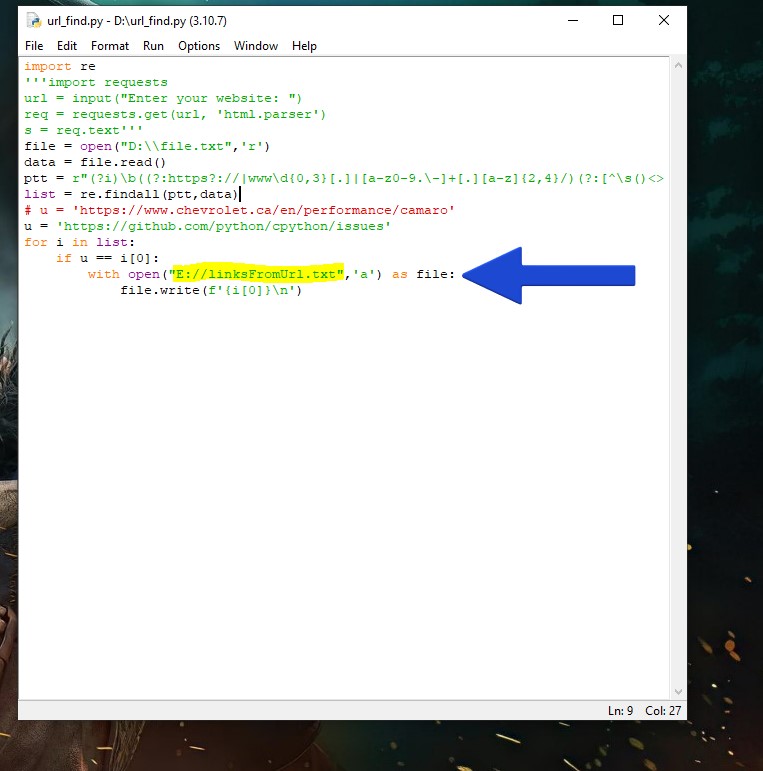 url_find.py - D:\url_find.py (3.10.7)
File Edit Format Run Options Window Help
import re
'''import requests
url = input("Enter your website: ")
req = requests.get(url, 'html.parser')
s = req.text'''
file = open("D:\\file.txt",'r')
data = file.read()
ptt = r"(?i)\b((?:https?://|www\d{0,3}[.]|[a-z0-9.\-]+[.][a-z]{2,4}/)(?:[^\s()<>
list = re.findall(ptt,data)
# u = 'https://www.chevrolet.ca/en/performance/camaro'
u = 'https://github.com/python/cpython/issues'
for i in list:
    if u == i[0]:
        with open("E://linksFromUrl.txt",'a') as file:
            file.write(f'{i[0]}\n')
Ln: 9 Col: 27